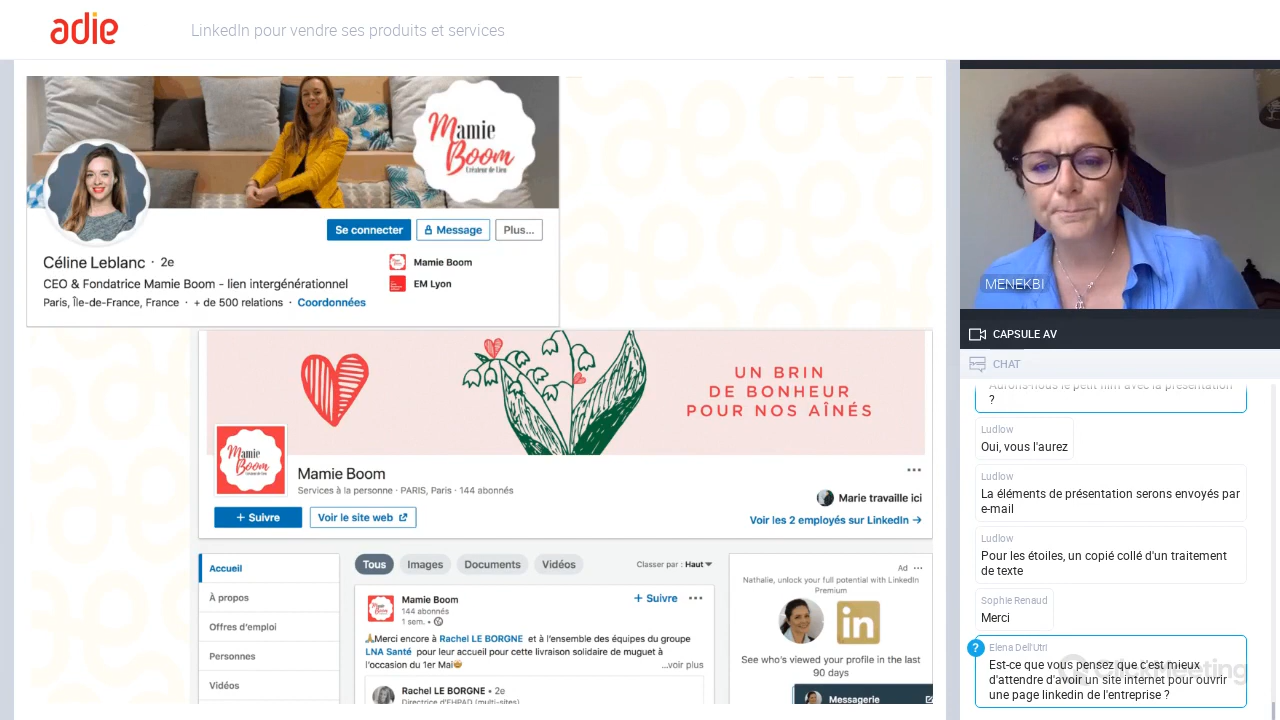 adie
LinkedIn pour vendre ses produits et services
Mamie
Boom
Créateur de Lien
Se connecter
Message
Plus...
Céline Leblanc · 2e
CEO & Fondatrice Mamie Boom - lien intergénérationnel
Paris, Île-de-France, France · + de 500 relations · Coordonnées
Mamie Boom
EM Lyon
UN BRIN
DE BONHEUR
POUR NOS AÎNÉS
Mamie
Boom
Mamie Boom
Services à la personne · PARIS, Paris · 144 abonnés
Marie travaille ici
+ Suivre
Voir le site web
Voir les 2 employés sur LinkedIn →
Accueil
À propos
Offres d'emploi
Personnes
Vidéos
Tous
Images
Documents
Vidéos
Classer par : Haut
Mamie Boom
144 abonnés
1 sem. •
+ Suivre
Merci encore à Rachel LE BORGNE et à l'ensemble des équipes du groupe
LNA Santé pour leur accueil pour cette livraison solidaire de muguet à
l'occasion du 1er Mai
...voir plus
Rachel LE BORGNE • 2e
Directrice d'EHPAD (multi-sites)
Ad
Nathalie, unlock your full potential with LinkedIn
Premium
in
See who's viewed your profile in the last
90 days
Messagerie
MENEKBI
CAPSULE AV
CHAT
Aurons-nous le petit film avec la présentation
?
Ludlow
Oui, vous l'aurez
Ludlow
La éléments de présentation serons envoyés par
e-mail
Ludlow
Pour les étoiles, un copié collé d'un traitement
de texte
Sophie Renaud
Merci
?
Elena Dell'Utri
Est-ce que vous pensez que c'est mieux
d'attendre d'avoir un site internet pour ouvrir
une page linkedin de l'entreprise ?